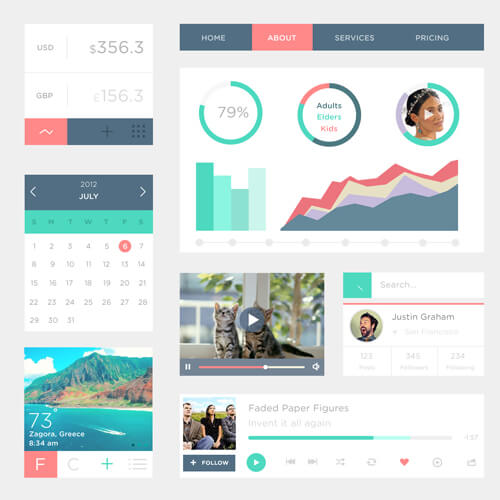 USD
$356.3
GBP
£156.3
HOME
ABOUT
SERVICES
PRICING
79%
Adults
Elders
Kids
2012
JULY
S M T W T F S
1 2 3 4 5 6 7
8 9 10 11 12 13 14
15 16 17 18 19 20 21
22 23 24 25 26 27 28
29 30 31
73°
Zagora, Greece
8:34 am
F
C
Search...
Justin Graham
San Francisco
123
345
234
Posts
Followers
Following
Faded Paper Figures
Invent it all again
-1:37
+ FOLLOW